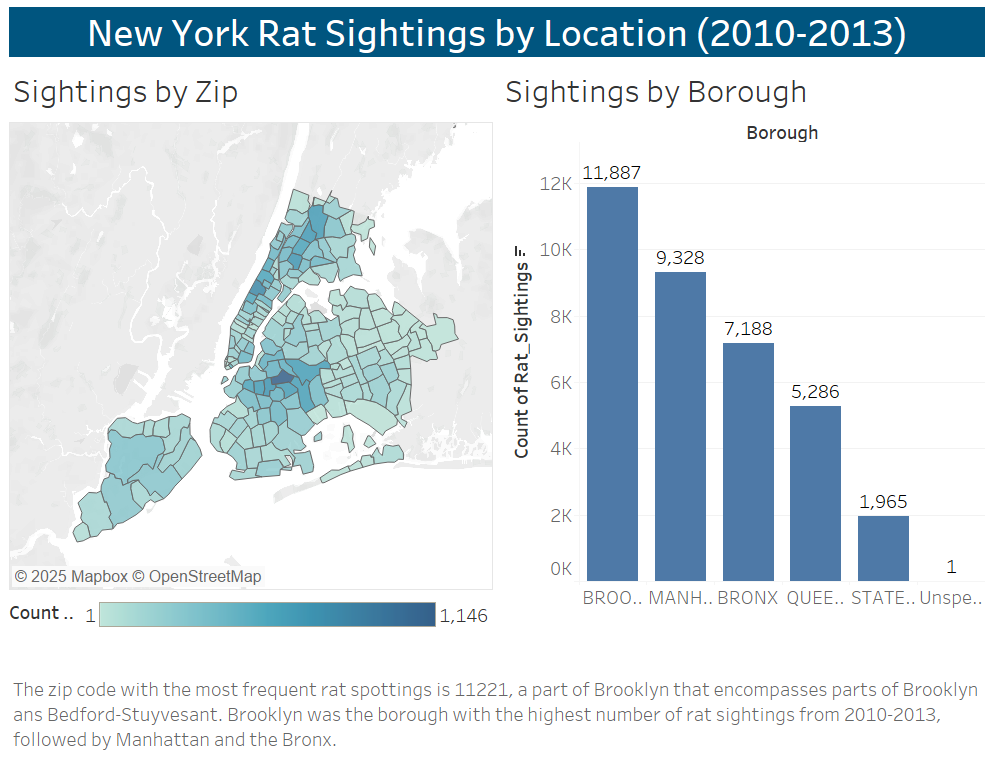 New York Rat Sightings by Location (2010-2013)
Sightings by Zip
© 2025 Mapbox © OpenStreetMap
Count ..
1
1,146
Sightings by Borough
Borough
Count of Rat_Sightings
12K
10K
8K
6K
4K
2K
0K
11,887
9,328
7,188
5,286
1,965
1
BROO.. MANH.. BRONX QUEE.. STATE.. Unspe..
The zip code with the most frequent rat spottings is 11221, a part of Brooklyn that encompasses parts of Brooklyn
ans Bedford-Stuyvesant. Brooklyn was the borough with the highest number of rat sightings from 2010-2013,
followed by Manhattan and the Bronx.